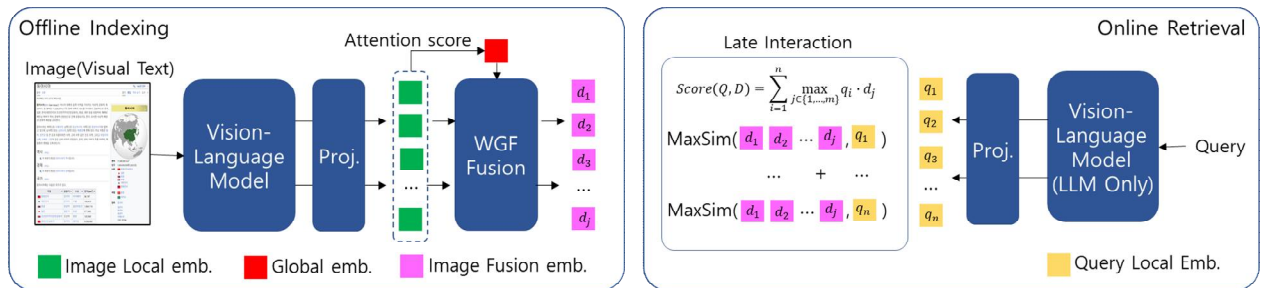 Offline Indexing
Attention score
Image(Visual Text)
Vision-
Language
Model
Proj.
...
WGF
Fusion
d1
d2
d3
...
dj
Image Local emb.
Global emb.
Image Fusion emb.
Online Retrieval
Late Interaction
Score(Q, D) = ∑_{i=1}^{n} max_{j∈{1,...,m}} qi · dj
MaxSim( d1 d2 ... dj , q1 )
... + ...
MaxSim( d1 d2 ... dj , qn )
q1
q2
q3
...
qn
Proj.
Vision-
Language
Model
(LLM Only)
Query
Query Local Emb.